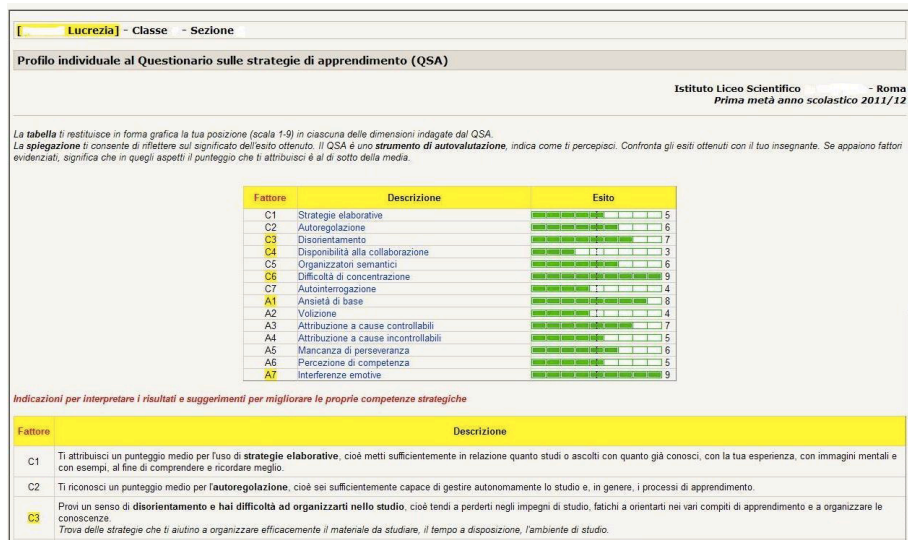 [ Lucrezia] - Classe - Sezione
Profilo individuale al Questionario sulle strategie di apprendimento (QSA)
Istituto Liceo Scientifico - Roma
Prima metà anno scolastico 2011/12
La tabella ti restituisce in forma grafica la tua posizione (scala 1-9) in ciascuna delle dimensioni indagate dal QSA.
La spiegazione ti consente di riflettere sul significato dell'esito ottenuto. Il QSA è uno strumento di autovalutazione, indica come ti percepisci. Confronta gli esiti ottenuti con il tuo insegnante. Se appaiono fattori
evidenziati, significa che in quegli aspetti il punteggio che ti attribuisci è al di sotto della media.
Fattore Descrizione Esito
C1 Strategie elaborative 5
C2 Autoregolazione 6
C3 Disorientamento 7
C4 Disponibilità alla collaborazione 3
C5 Organizzatori semantici 6
C6 Difficoltà di concentrazione 9
C7 Autointerrogazione 4
A1 Ansietà di base 8
A2 Volizione 4
A3 Attribuzione a cause controllabili 7
A4 Attribuzione a cause incontrollabili 5
A5 Mancanza di perseveranza 6
A6 Percezione di competenza 5
A7 Interferenze emotive 9
Indicazioni per interpretare i risultati e suggerimenti per migliorare le proprie competenze strategiche
Fattore Descrizione
C1 Ti attribuisci un punteggio medio per l'uso di strategie elaborative, cioè metti sufficientemente in relazione quanto studi o ascolti con quanto già conosci, con la tua esperienza, con immagini mentali e
con esempi, al fine di comprendere e ricordare meglio.
C2 Ti riconosci un punteggio medio per l'autoregolazione, cioè sei sufficientemente capace di gestire autonomamente lo studio e, in genere, i processi di apprendimento.
C3 Provi un senso di disorientamento e hai difficoltà ad organizzarti nello studio, cioè tendi a perderti negli impegni di studio, fatichi a orientarti nei vari compiti di apprendimento e a organizzare le
conoscenze.
Trova delle strategie che ti aiutino a organizzare efficacemente il materiale da studiare, il tempo a disposizione, l'ambiente di studio.